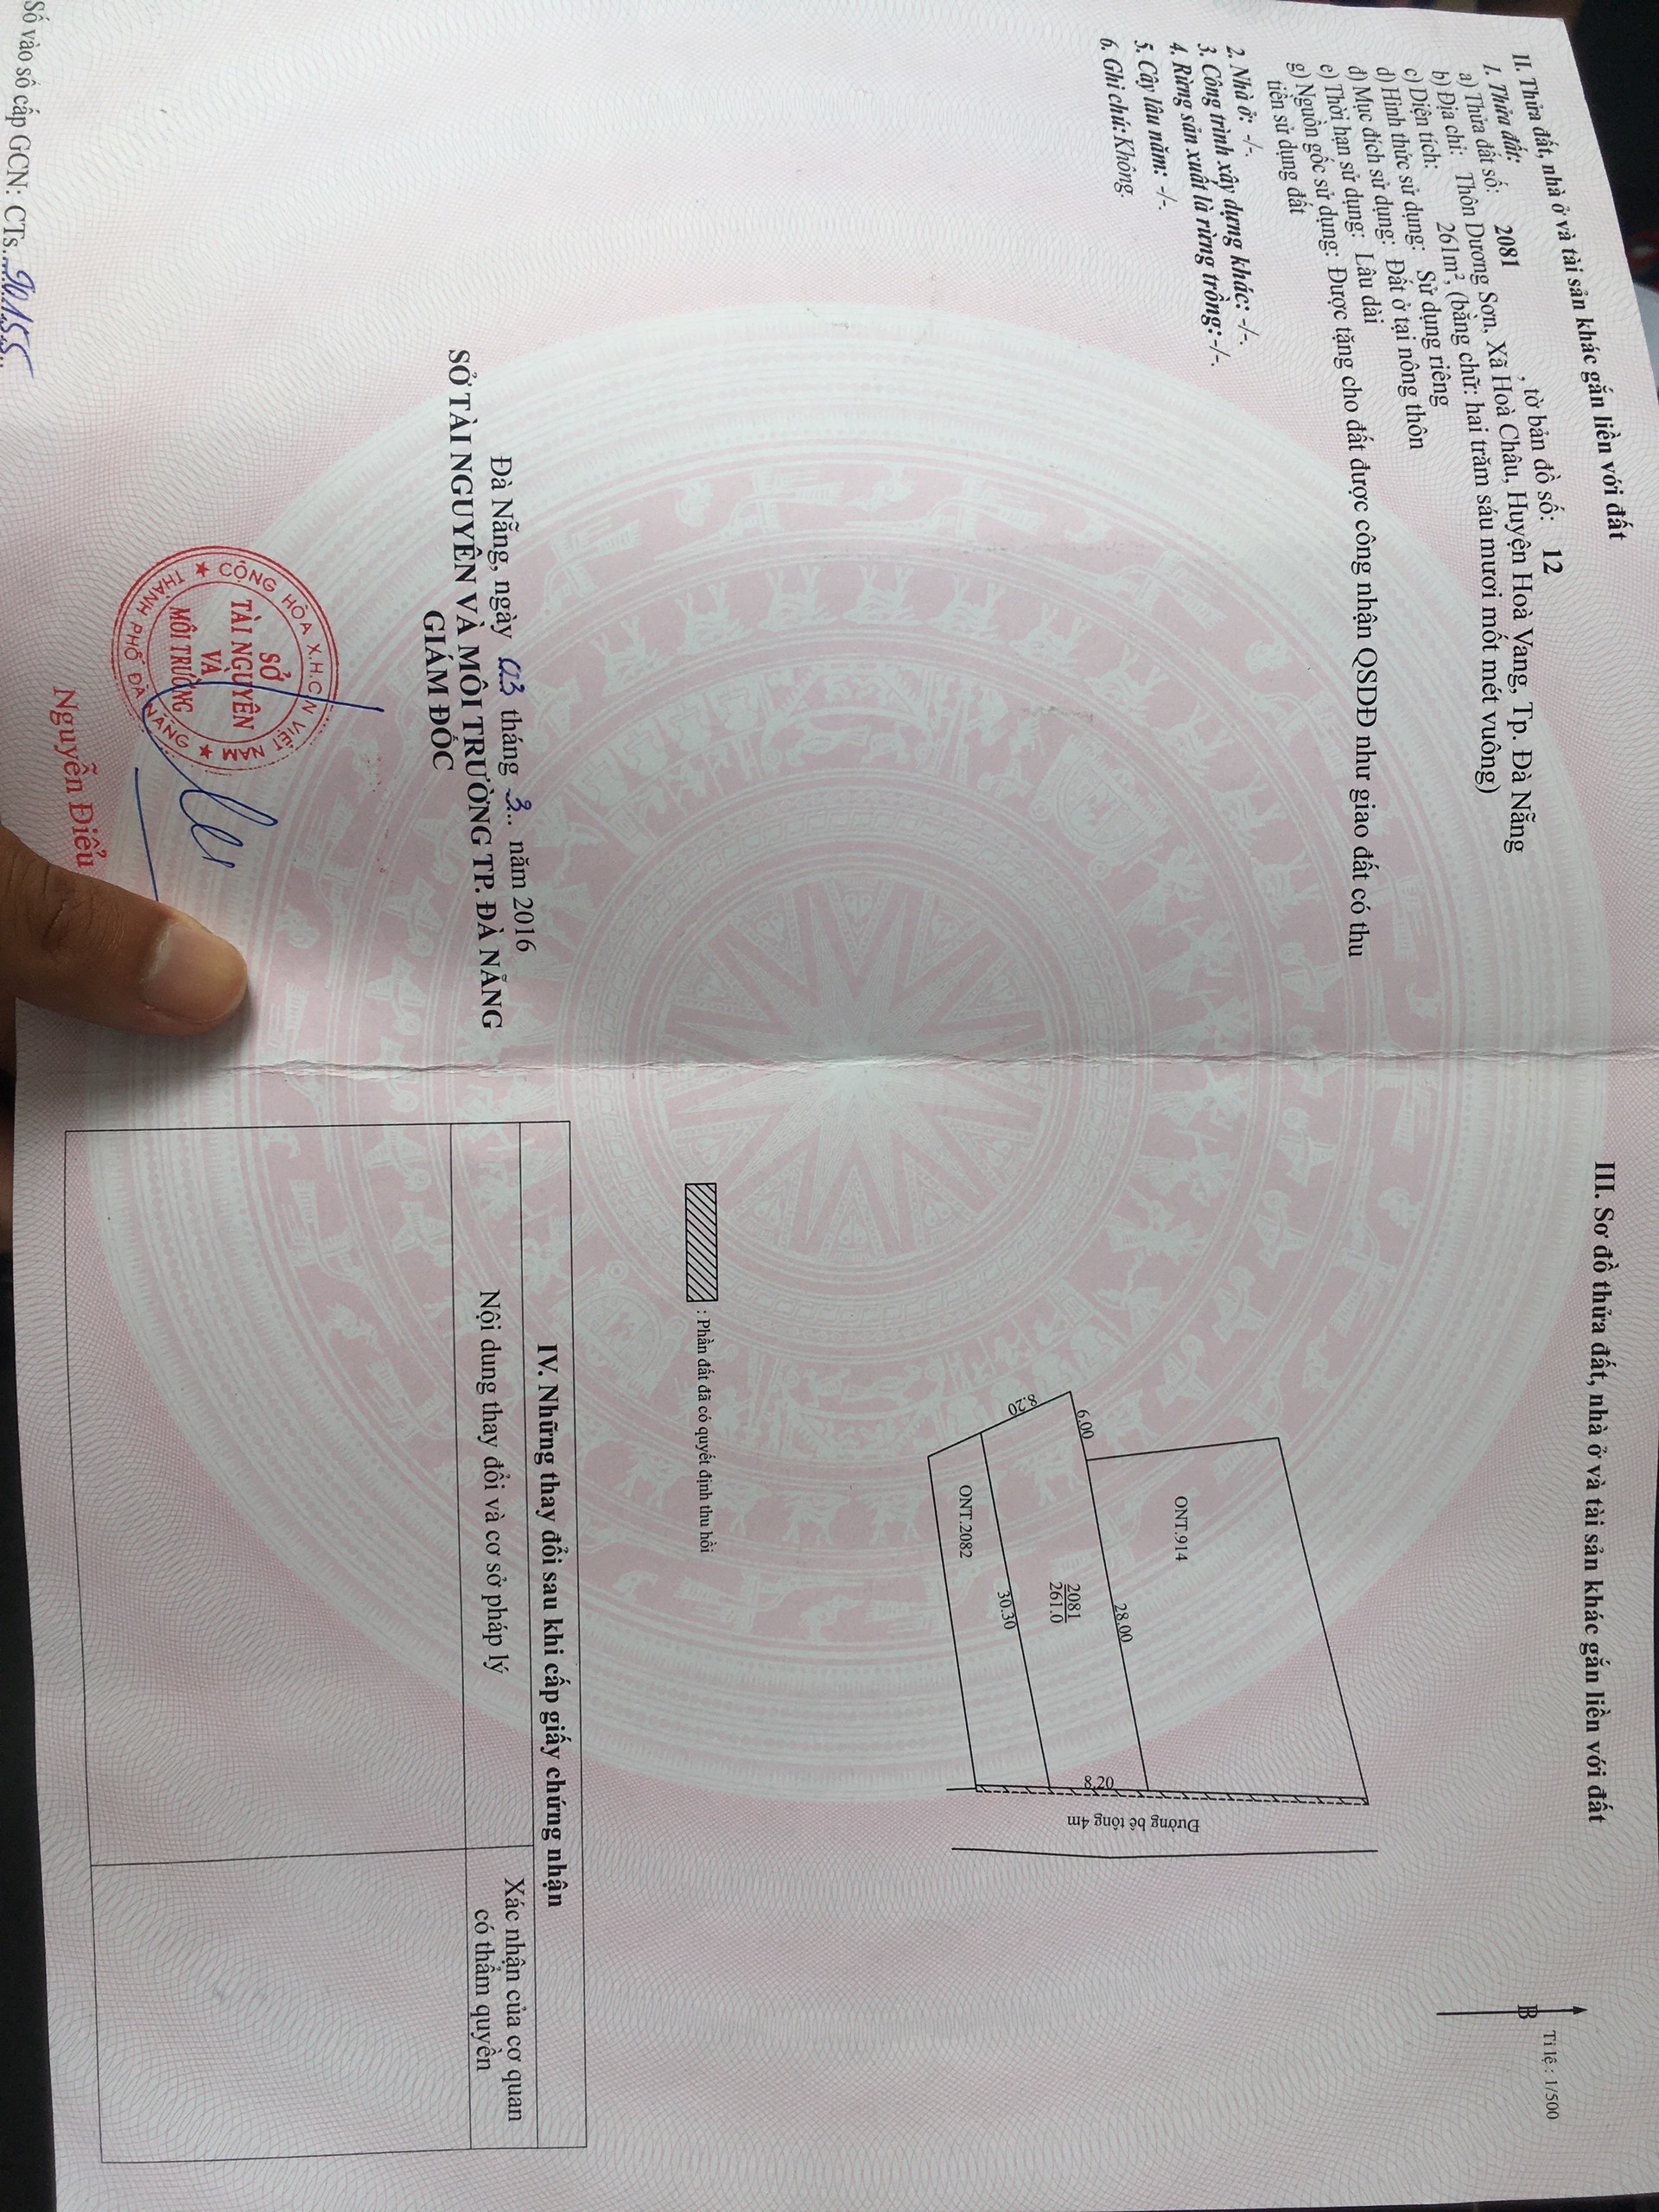 II. Thửa đất, nhà ở và tài sản khác gắn liền với đất
1. Thửa đất:
a) Thửa đất số: 2081 , tờ bản đồ số: 12
b) Địa chỉ: Thôn Dương Sơn, Xã Hoà Châu, Huyện Hoà Vang, Tp. Đà Nẵng
c) Diện tích: 261m², (bằng chữ: hai trăm sáu mươi mốt mét vuông)
d) Hình thức sử dụng: Sử dụng riêng
đ) Mục đích sử dụng: Đất ở tại nông thôn
e) Thời hạn sử dụng: Lâu dài
g) Nguồn gốc sử dụng: Được tặng cho đất được công nhận QSDĐ như giao đất có thu
tiền sử dụng đất
2. Nhà ở: -/-.
3. Công trình xây dựng khác: -/-.
4. Rừng sản xuất là rừng trồng: -/-.
5. Cây lâu năm: -/-.
6. Ghi chú: Không.
Đà Nẵng, ngày 03 tháng 3.. năm 2016
SỞ TÀI NGUYÊN VÀ MÔI TRƯỜNG TP. ĐÀ NẴNG
GIÁM ĐỐC
CỘNG HÒA X.H.C.N VIỆT NAM
SỞ
TÀI NGUYÊN
VÀ
MÔI TRƯỜNG
THÀNH PHỐ ĐÀ NẴNG
Nguyễn Điểu
Số vào sổ cấp GCN: CTs..90155..
III. Sơ đồ thửa đất, nhà ở và tài sản khác gắn liền với đất
B
Tỉ lệ : 1/500
ONT.914
Đường bê tông 4m
28.00
6.00
8.20
2081
261.0
8.20
30.30
ONT.2082
: Phần đất đã có quyết định thu hồi
IV. Những thay đổi sau khi cấp giấy chứng nhận
Nội dung thay đổi và cơ sở pháp lý
Xác nhận của cơ quan
có thẩm quyền